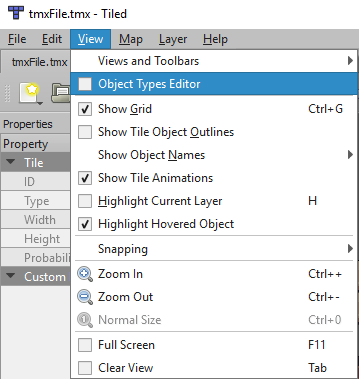 tmxFile.tmx - Tiled
File Edit View Map Layer Help
tmxFile.tmx
Views and Toolbars
Object Types Editor
Show Grid Ctrl+G
Show Tile Object Outlines
Show Object Names
Show Tile Animations
Highlight Current Layer H
Highlight Hovered Object
Snapping
Zoom In Ctrl++
Zoom Out Ctrl+-
Normal Size Ctrl+0
Full Screen F11
Clear View Tab
Properties
Property
Tile
ID
Type
Width
Height
Custom